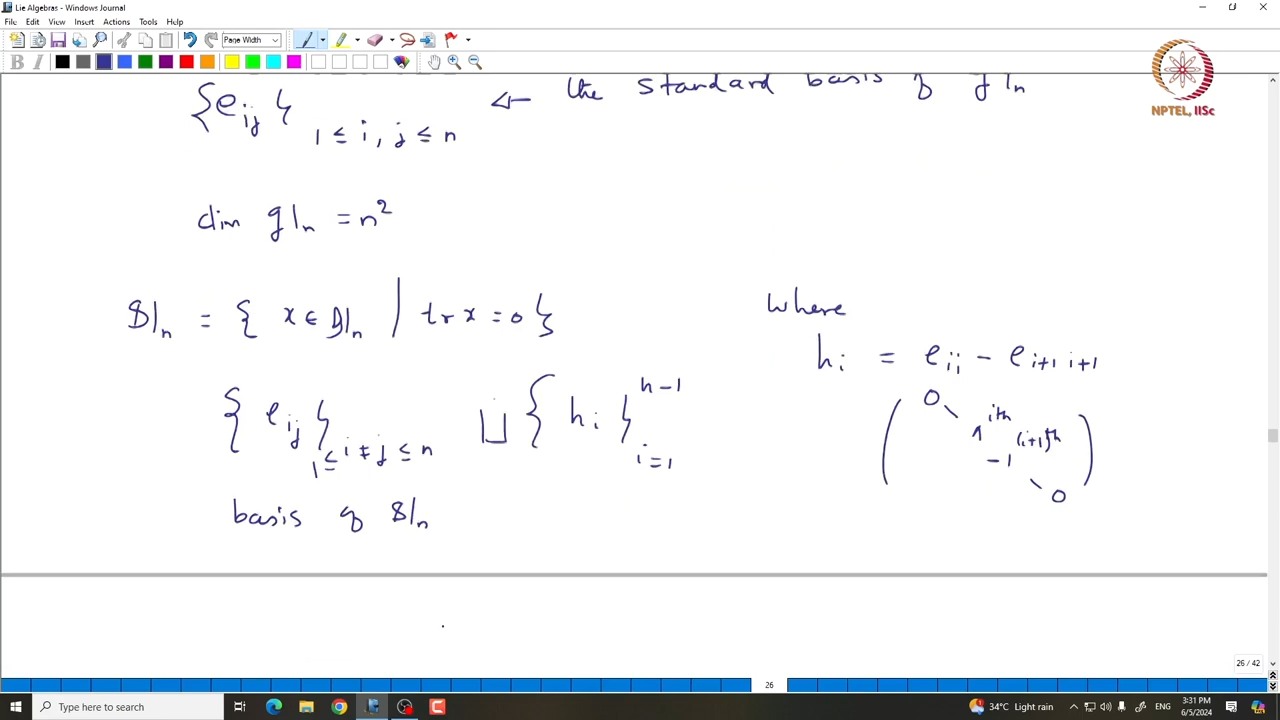 Lie Algebras - Windows Journal
File Edit View Insert Actions Tools Help
Page Width
B I
NPTEL, IISc
{e_ij} 1 ≤ i, j ≤ n ← the standard basis of gl_n
dim gl_n = n²
sl_n = { x ∈ gl_n | tr x = 0 }
where
h_i = e_ii - e_i+1 i+1
{ e_ij } 1 ≤ i ≠ j ≤ n ⊔ { h_i }_i=1^n-1
( 0 \ 1 ith (i+1)th -1 \ 0 )
basis of sl_n
26 / 42
26
Type here to search
34°C Light rain
3:31 PM
6/5/2024